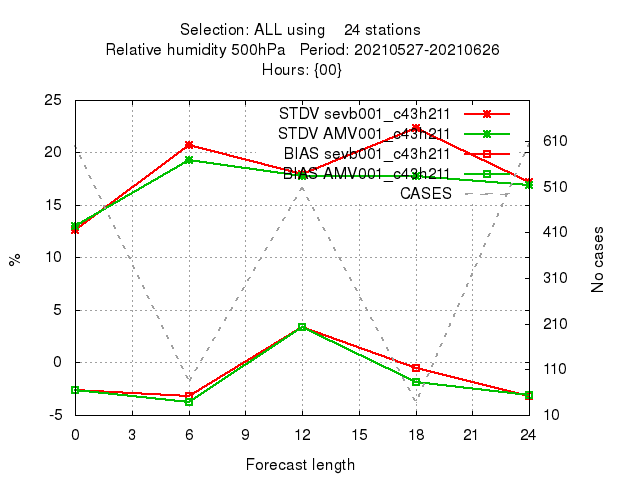 Selection: ALL using 24 stations
Relative humidity 500hPa Period: 20210527-20210626
Hours: {00}
STDV sevb001_c43h211
STDV AMV001_c43h211
BIAS sevb001_c43h211
BIAS AMV001_c43h211
CASES
25
20
15
10
5
0
-5
%
610
510
410
310
210
110
10
No cases
0 3 6 9 12 15 18 21 24
Forecast length